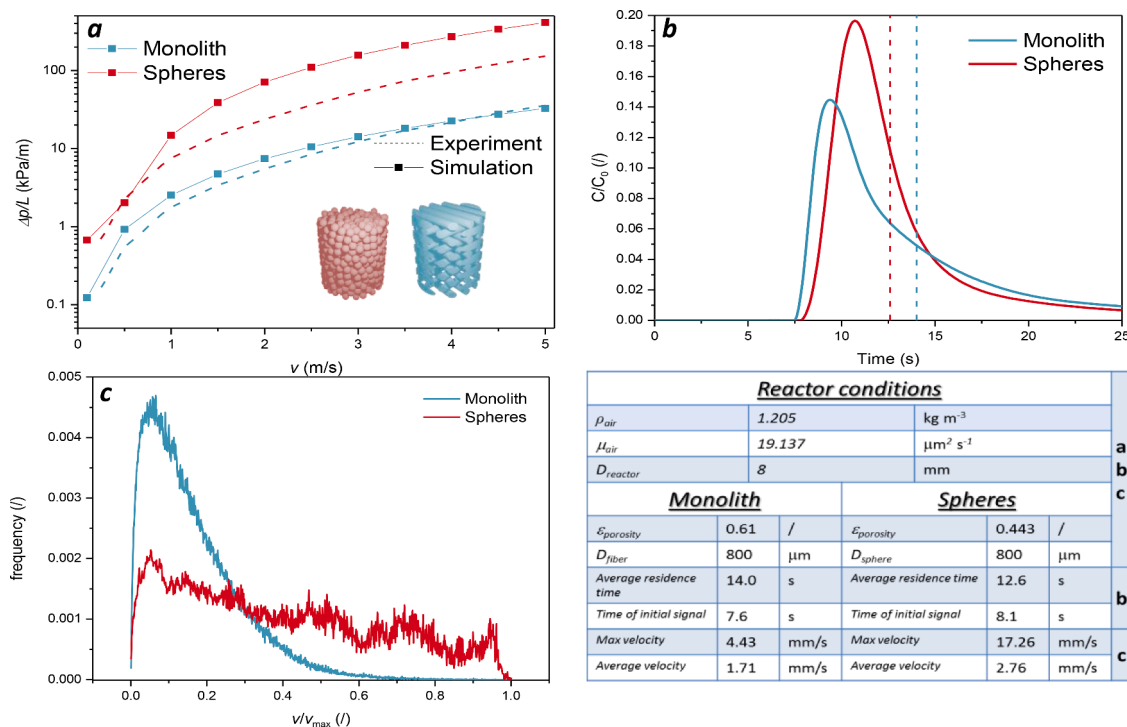 a
Monolith
Spheres
Experiment
Simulation
Δp/L (kPa/m)
100
10
1
0.1
0
1
2
3
4
5
v (m/s)
b
Monolith
Spheres
C/C₀ (/)
0.20
0.18
0.16
0.14
0.12
0.10
0.08
0.06
0.04
0.02
0.00
0
5
10
15
20
25
Time (s)
c
Monolith
Spheres
frequency (/)
0.005
0.004
0.003
0.002
0.001
0.000
0.0
0.2
0.4
0.6
0.8
1.0
v/vmax (/)
Reactor conditions
ρair 1.205 kg m⁻³
μair 19.137 μm² s⁻¹
Dreactor 8 mm
a
b
c
Monolith Spheres
εporosity 0.61 / εporosity 0.443 /
Dfiber 800 μm Dsphere 800 μm
Average residence time 14.0 s Average residence time 12.6 s
Time of initial signal 7.6 s Time of initial signal 8.1 s
b
Max velocity 4.43 mm/s Max velocity 17.26 mm/s
Average velocity 1.71 mm/s Average velocity 2.76 mm/s
c